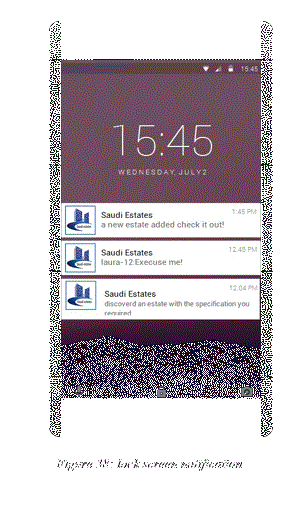 15:45
15:45
WEDNESDAY, JULY 2
Saudi Estates
1:45 PM
a new estate added check it out!
Saudi Estates
12:45 PM
laura-12:Execuse me!
Saudi Estates
12:04 PM
discoverd an estate with the specification you
required
Figure 38: lock screen notification